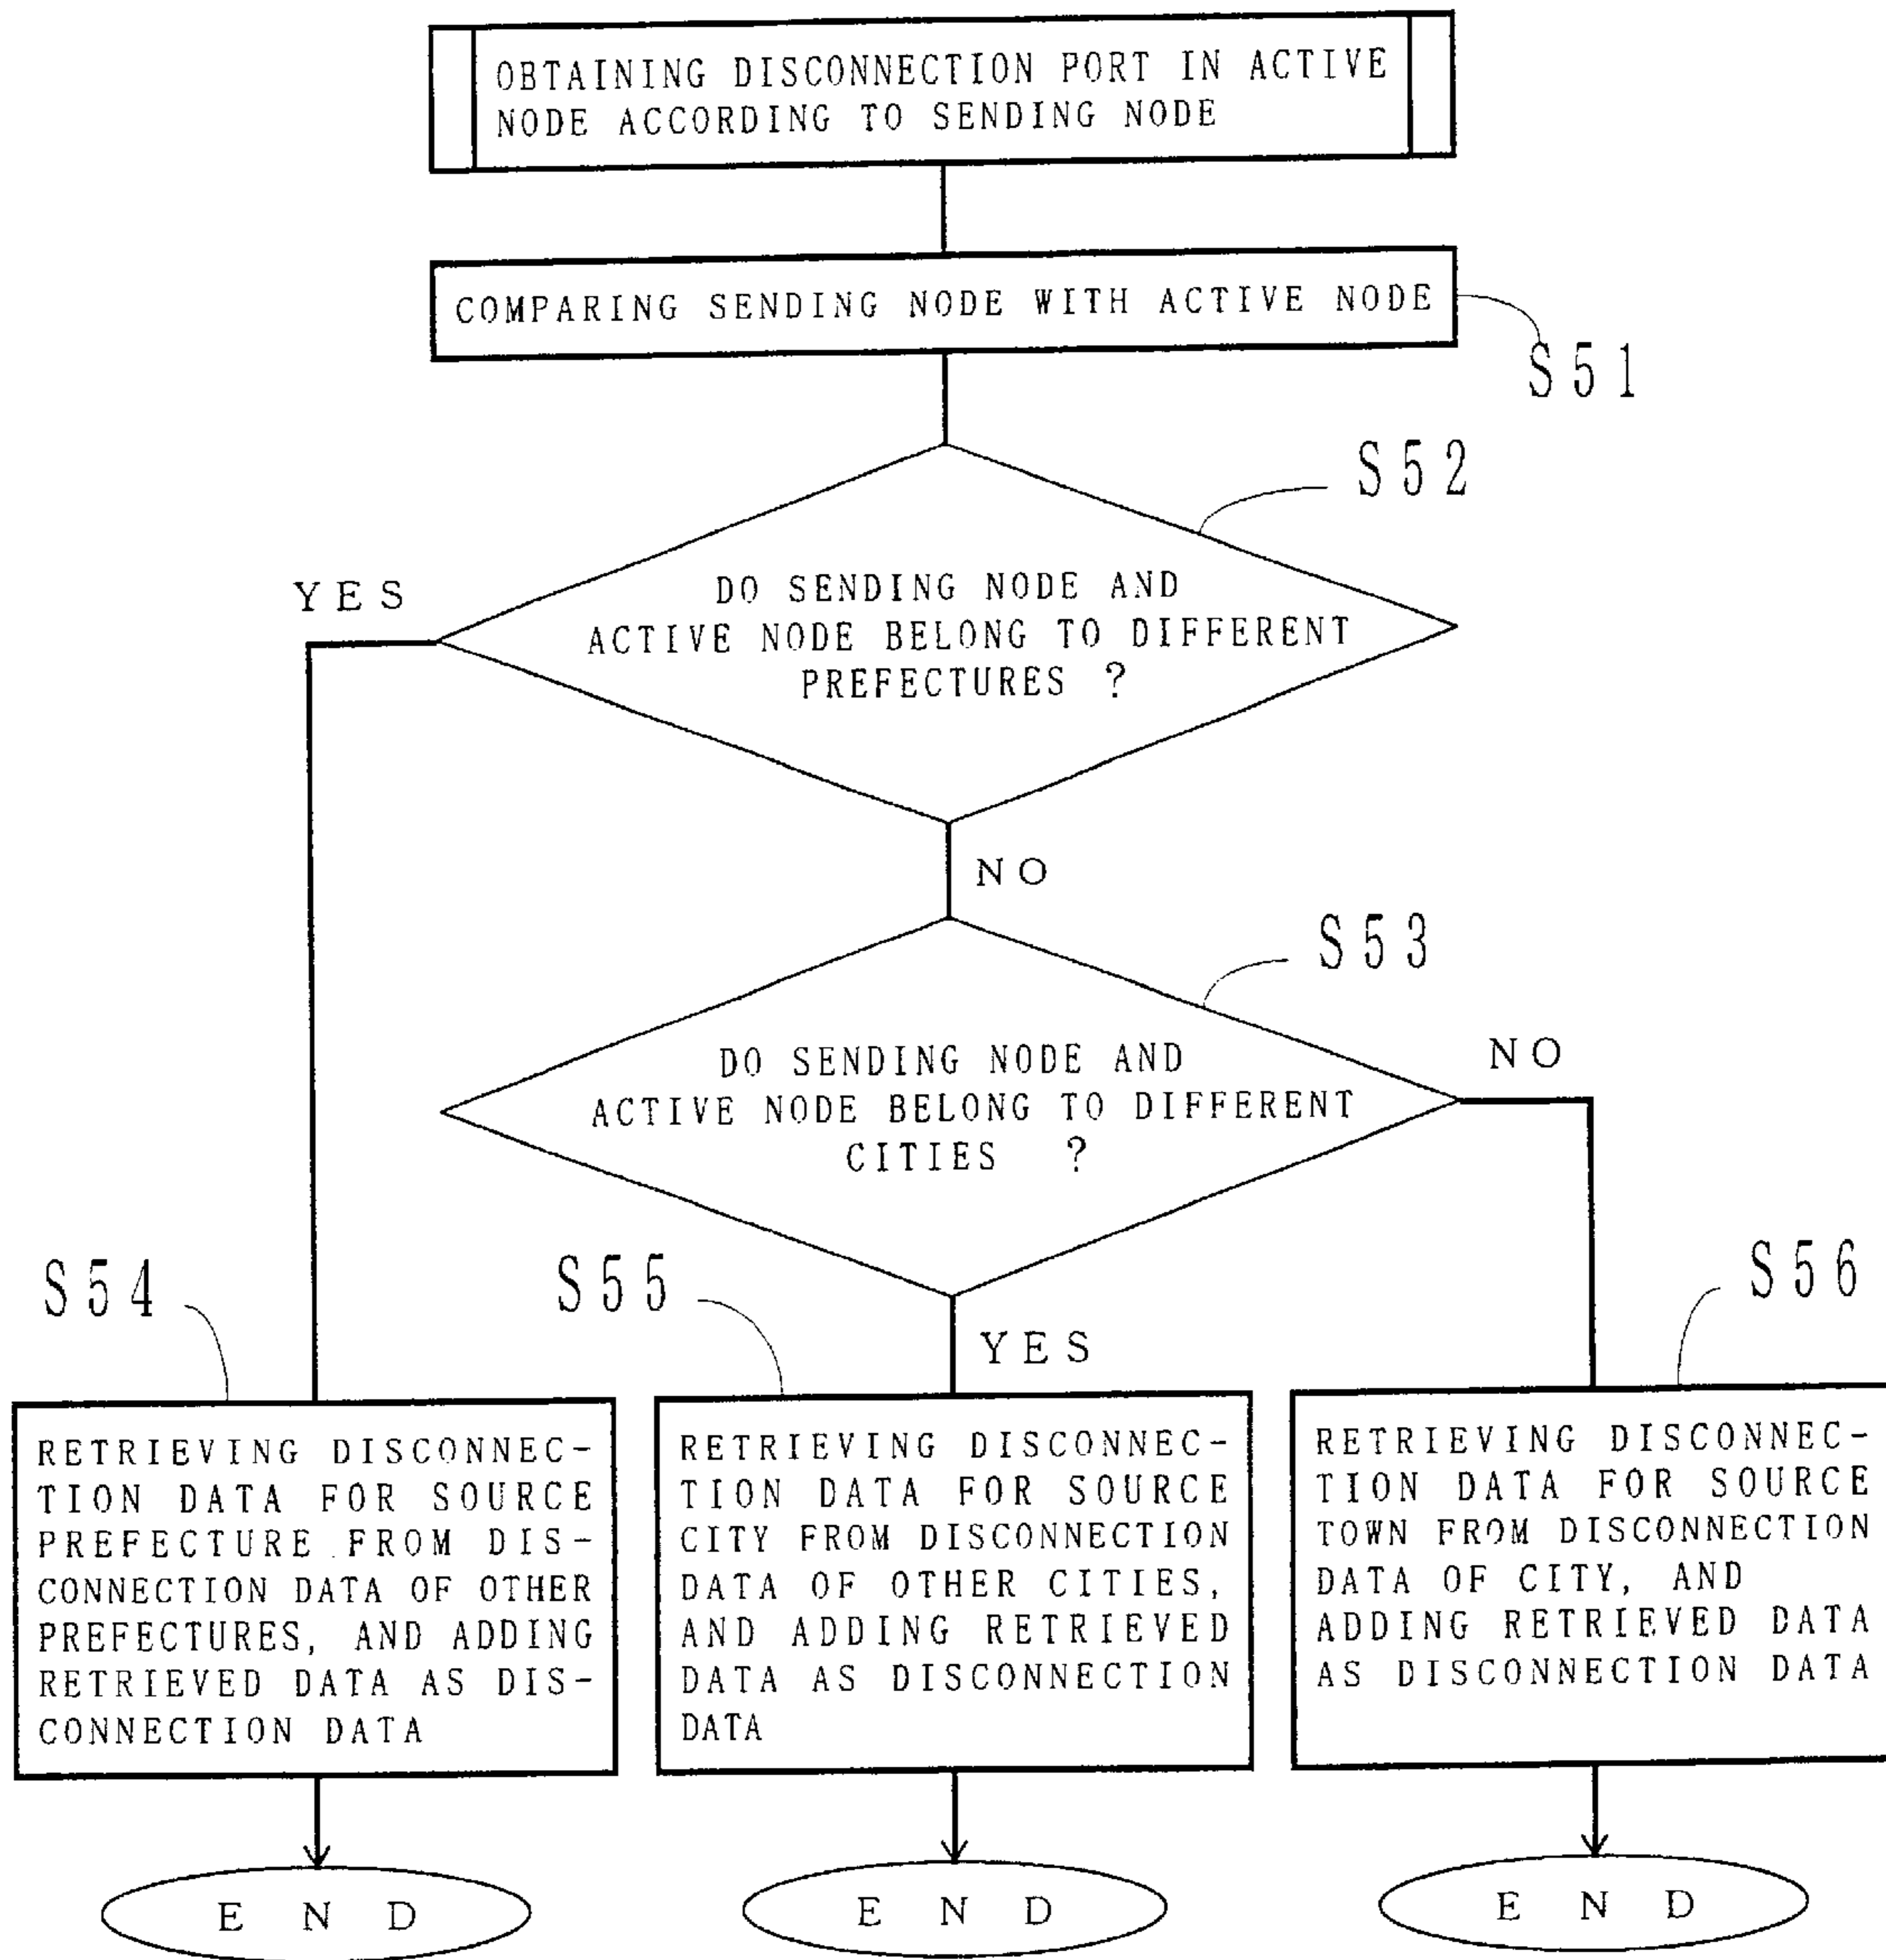 OBTAINING DISCONNECTION PORT IN ACTIVE
NODE ACCORDING TO SENDING NODE
COMPARING SENDING NODE WITH ACTIVE NODE
S51
S52
DO SENDING NODE AND
ACTIVE NODE BELONG TO DIFFERENT
PREFECTURES ?
YES
NO
S53
DO SENDING NODE AND
ACTIVE NODE BELONG TO DIFFERENT
CITIES ?
NO
YES
S54
RETRIEVING DISCONNEC-
TION DATA FOR SOURCE
PREFECTURE FROM DIS-
CONNECTION DATA OF OTHER
PREFECTURES, AND ADDING
RETRIEVED DATA AS DIS-
CONNECTION DATA
END
S55
RETRIEVING DISCONNEC-
TION DATA FOR SOURCE
CITY FROM DISCONNECTION
DATA OF OTHER CITIES,
AND ADDING RETRIEVED
DATA AS DISCONNECTION
DATA
END
S56
RETRIEVING DISCONNEC-
TION DATA FOR SOURCE
TOWN FROM DISCONNECTION
DATA OF CITY, AND
ADDING RETRIEVED DATA
AS DISCONNECTION DATA
END